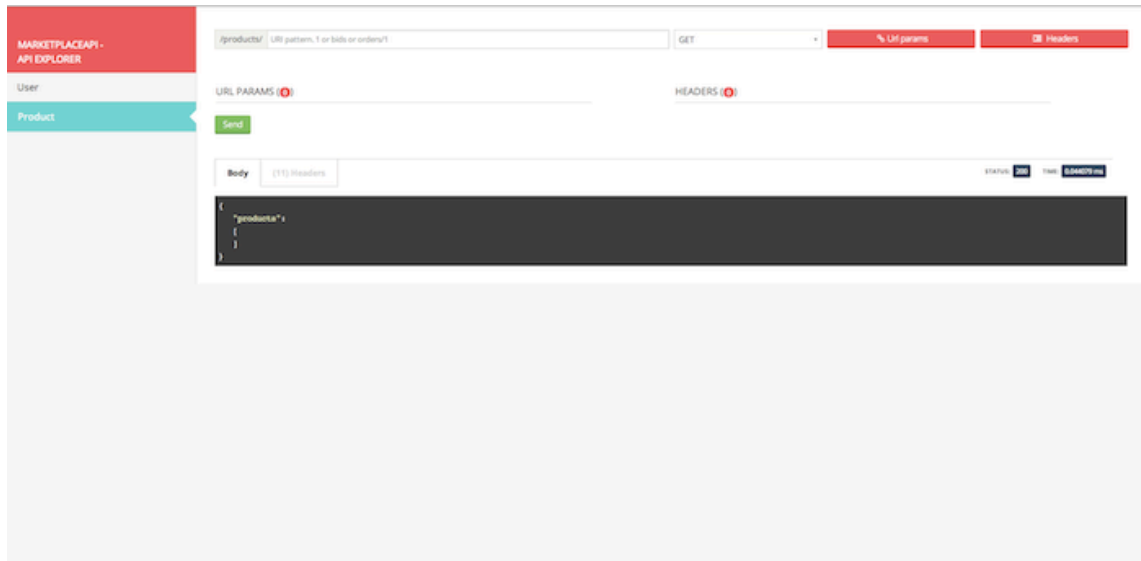 MARKETPLACEAPI -
API EXPLORER
User
Product
/products/ URI pattern. 1 or bids or orders/1
GET
Url params
Headers
URL PARAMS (0)
HEADERS (0)
Send
Body
(11) Headers
STATUS: 200
TIME: 0.044079 ms
{
"products":
[
]
}